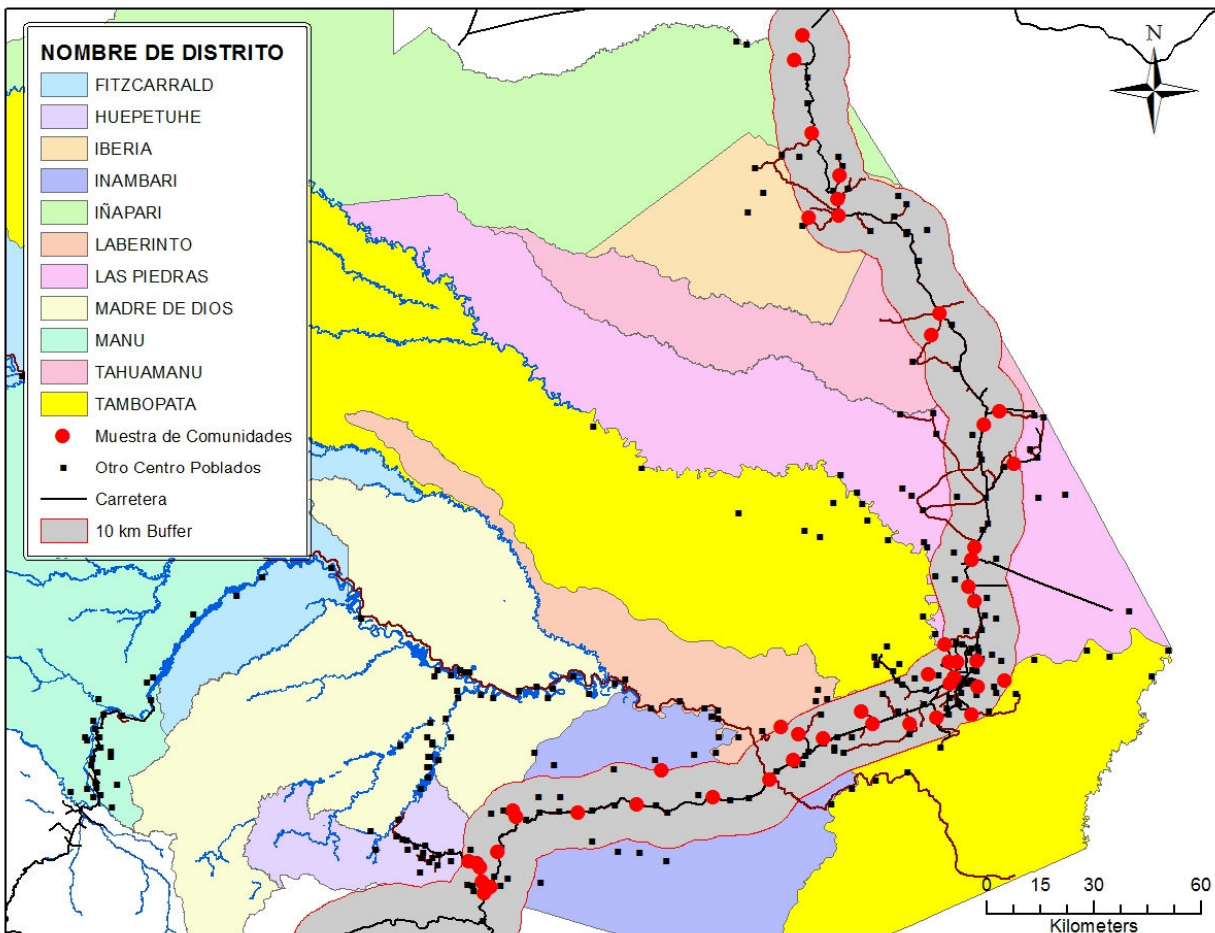 NOMBRE DE DISTRITO
FITZCARRALD
HUEPETUHE
IBERIA
INAMBARI
IÑAPARI
LABERINTO
LAS PIEDRAS
MADRE DE DIOS
MANU
TAHUAMANU
TAMBOPATA
Muestra de Comunidades
Otro Centro Poblados
Carretera
10 km Buffer
N
0 15 30 60
Kilometers